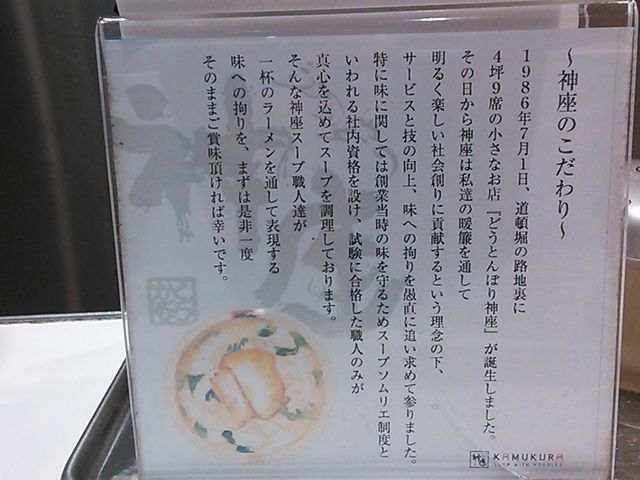 ～神座のこだわり～
1986年7月1日、道頓堀の路地裏に
4坪9席の小さなお店『どうとんぼり神座』が誕生しました。
その日から神座は私達の暖簾を通して
明るく楽しい社会創りに貢献するという理念の下、
サービスと技の向上、味への拘りを愚直に追い求めて参りました。
特に味に関しては創業当時の味を守るためスープソムリエ制度と
いわれる社内資格を設け、試験に合格した職人のみが
真心を込めてスープを調理しております。
そんな神座スープ職人達が
一杯のラーメンを通して表現する
味への拘りを、まずは是非一度
そのままご賞味頂ければ幸いです。
神座
KAMUKURA
SOUP WITH NOODLES